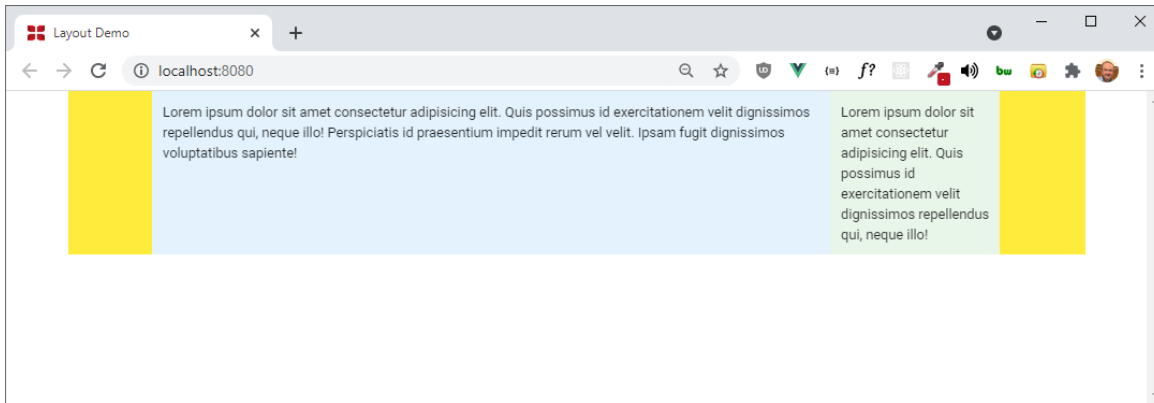 Layout Demo
localhost:8080
{=} f? bw
Lorem ipsum dolor sit amet consectetur adipisicing elit. Quis possimus id exercitationem velit dignissimos
repellendus qui, neque illo! Perspiciatis id praesentium impedit rerum vel velit. Ipsam fugit dignissimos
voluptatibus sapiente!
Lorem ipsum dolor sit
amet consectetur
adipisicing elit. Quis
possimus id
exercitationem velit
dignissimos repellendus
qui, neque illo!